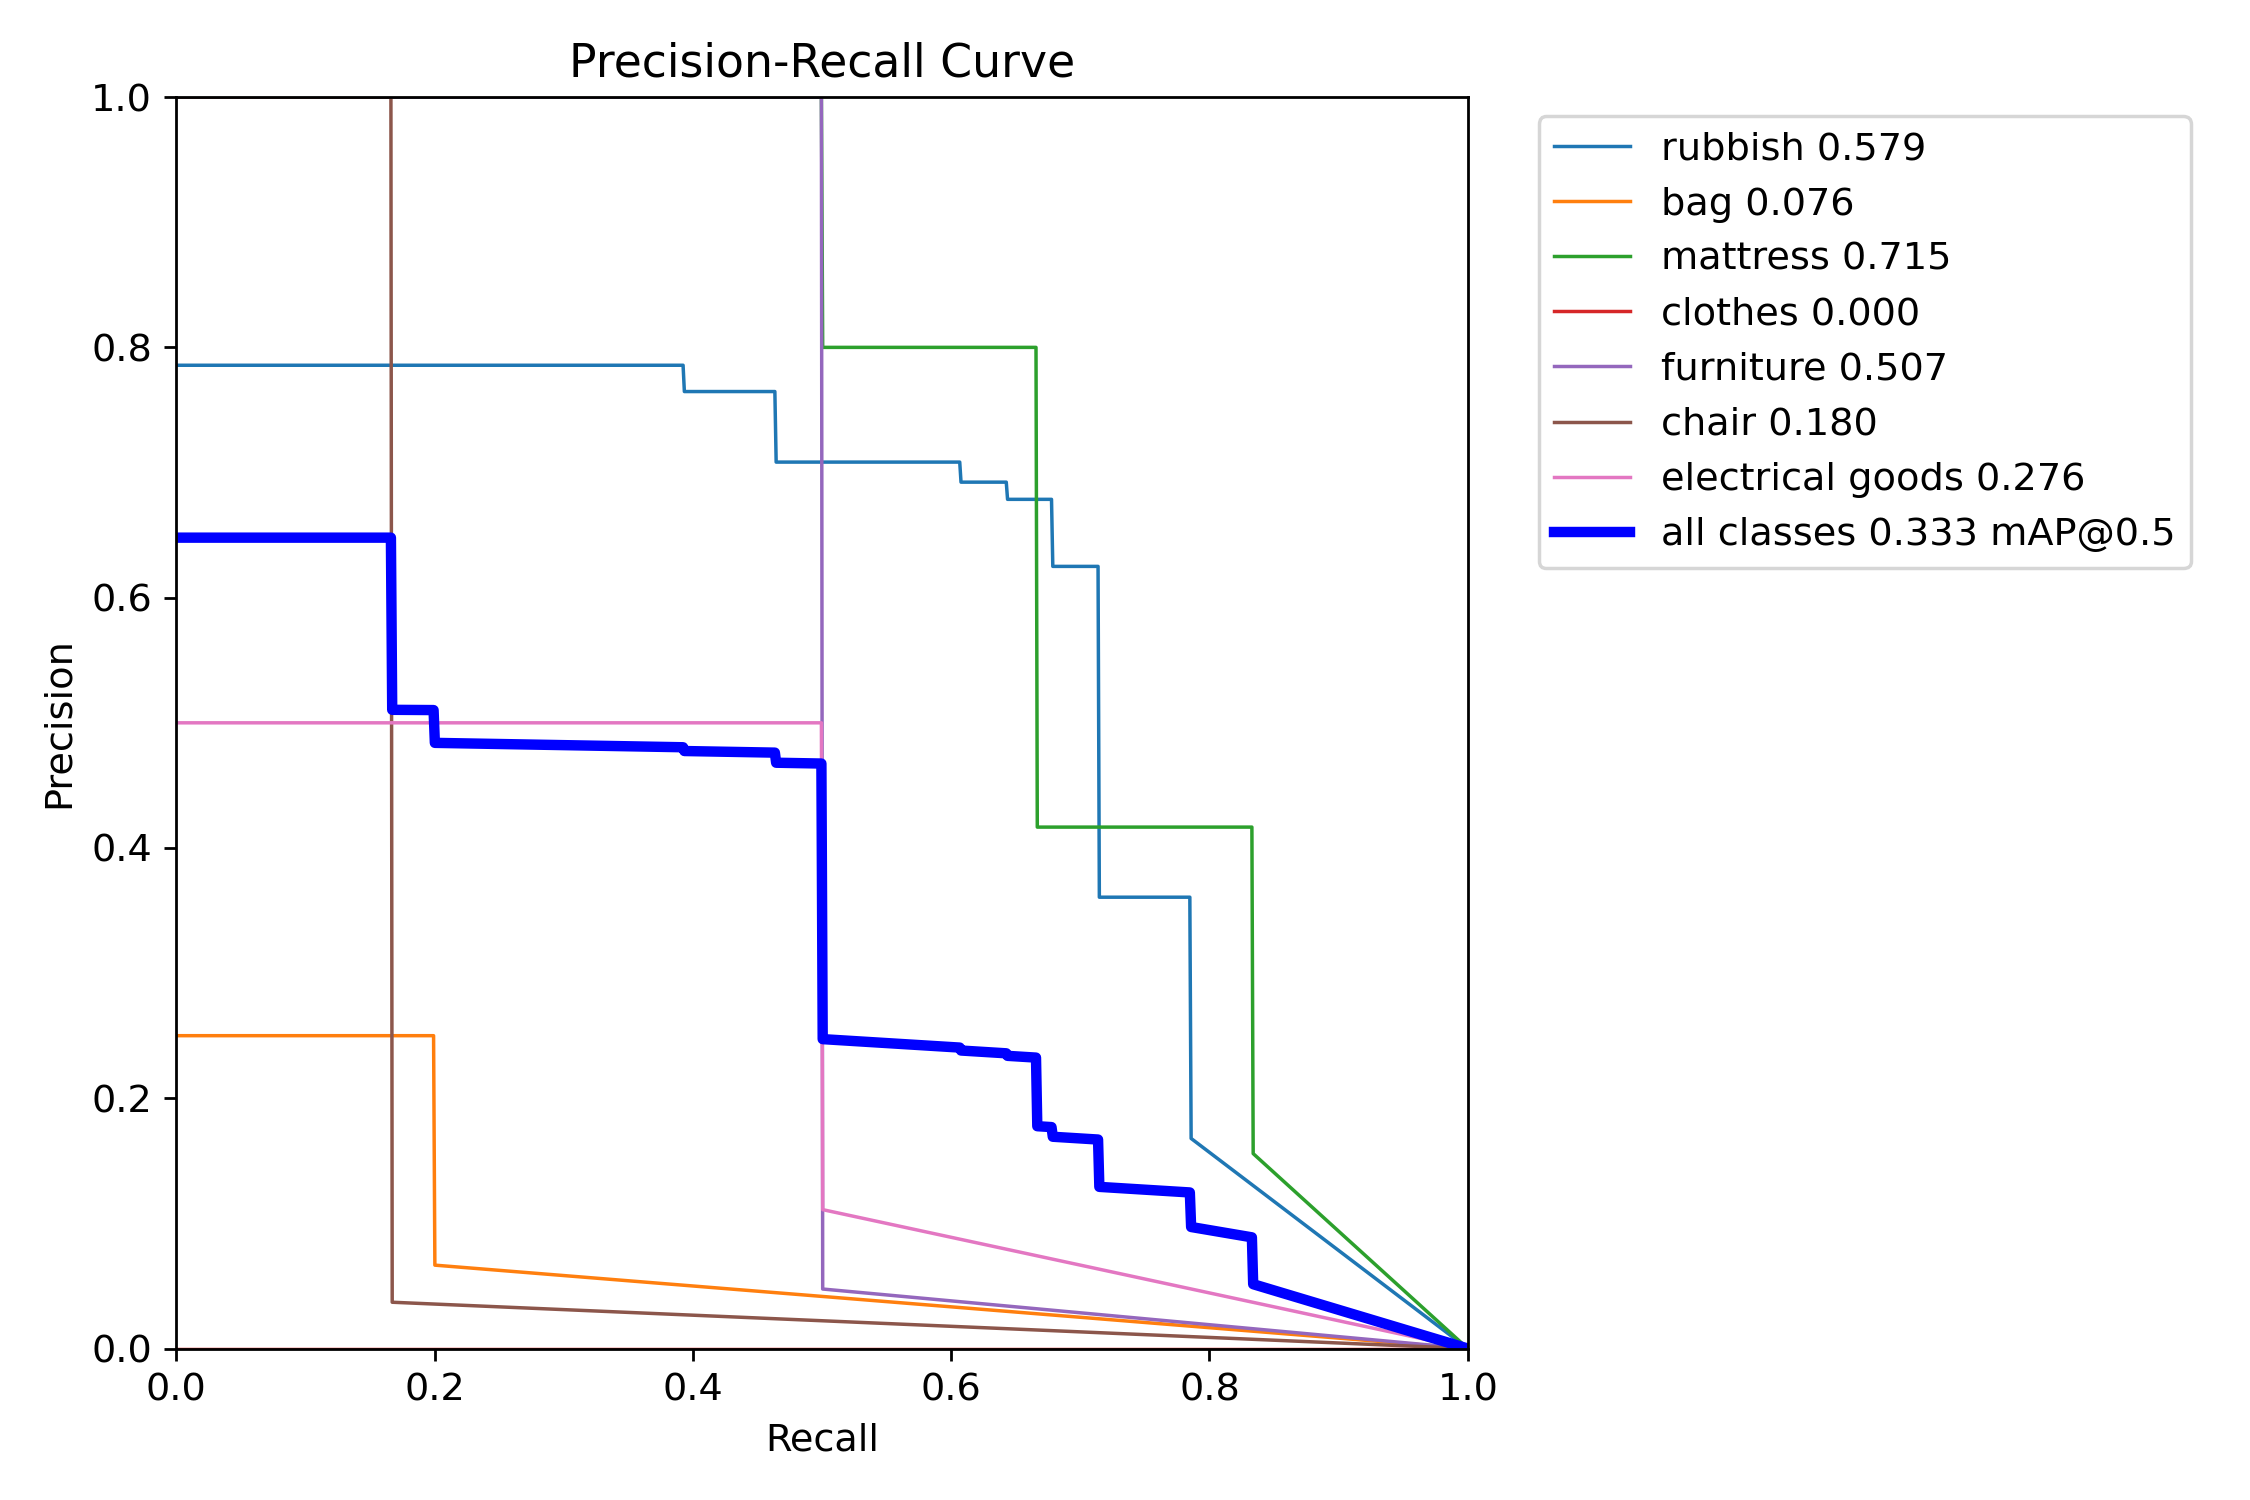 Precision-Recall Curve
1.0
0.8
0.6
0.4
0.2
0.0
Precision
0.0 0.2 0.4 0.6 0.8 1.0
Recall
rubbish 0.579
bag 0.076
mattress 0.715
clothes 0.000
furniture 0.507
chair 0.180
electrical goods 0.276
all classes 0.333 mAP@0.5